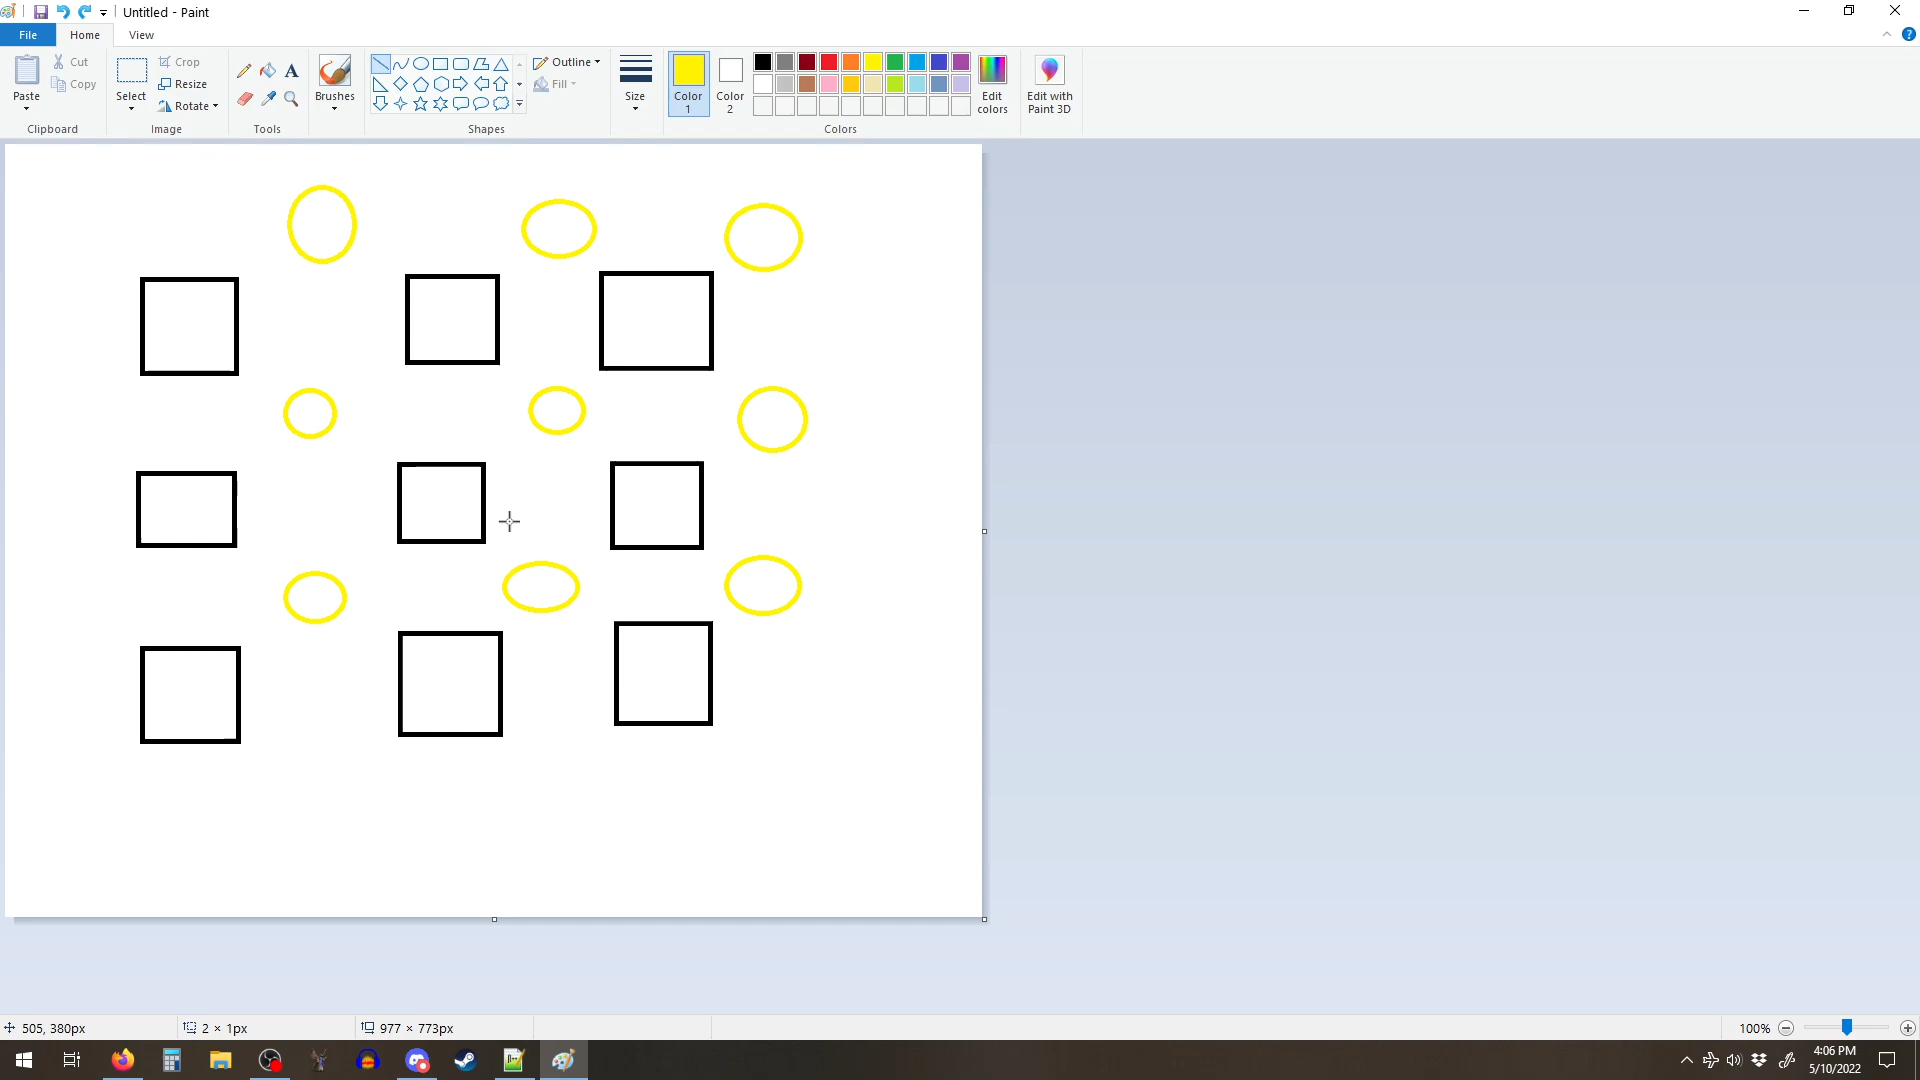 Untitled - Paint
File Home View
Paste
Cut
Copy
Clipboard
Select
Crop
Resize
Rotate
Image
A
Tools
Brushes
Shapes
Outline
Fill
Size
Color 1
Color 2
Colors
Edit colors
Edit with Paint 3D
?
505, 380px
2 × 1px
977 × 773px
100%
4:06 PM
5/10/2022